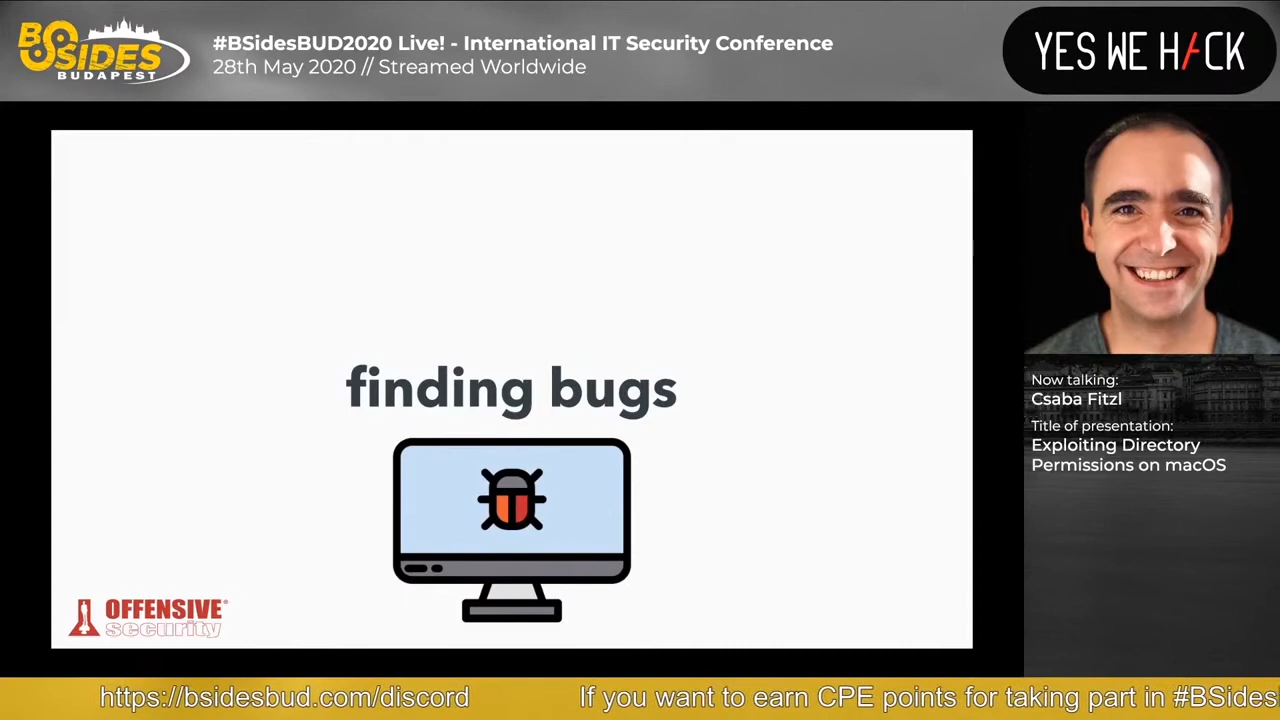 BSIDES
BUDAPEST
#BSidesBUD2020 Live! - International IT Security Conference
28th May 2020 // Streamed Worldwide
YES WE H/CK
finding bugs
OFFENSIVE®
security
Now talking:
Csaba Fitzl
Title of presentation:
Exploiting Directory
Permissions on macOS
https://bsidesbud.com/discord
If you want to earn CPE points for taking part in #BSides